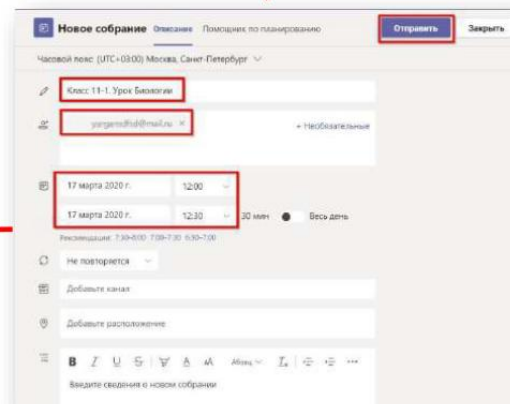 Новое собрание Описание Помощник по планированию Отправить Закрыть
Часовой пояс: (UTC+03:00) Москва, Санкт-Петербург
Класс 11-1. Урок Биологии
+ Необязательные
17 марта 2020 г. 12:00
17 марта 2020 г. 12:30 30 мин Весь день
Не повторяется
Добавьте канал
Добавьте расположение
B I U S A AA Абзац
Введите сведения о новом собрании